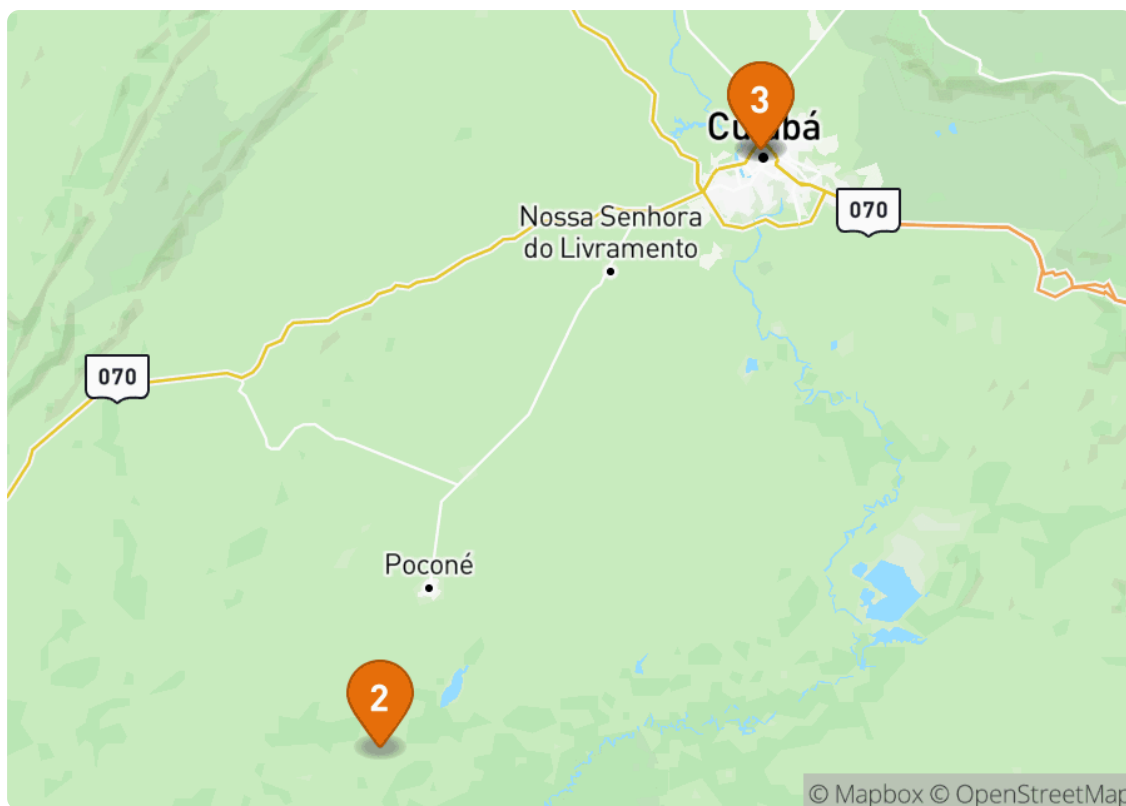 3
Cuiabá
070
Nossa Senhora
do Livramento
070
Poconé
2
© Mapbox © OpenStreetMap